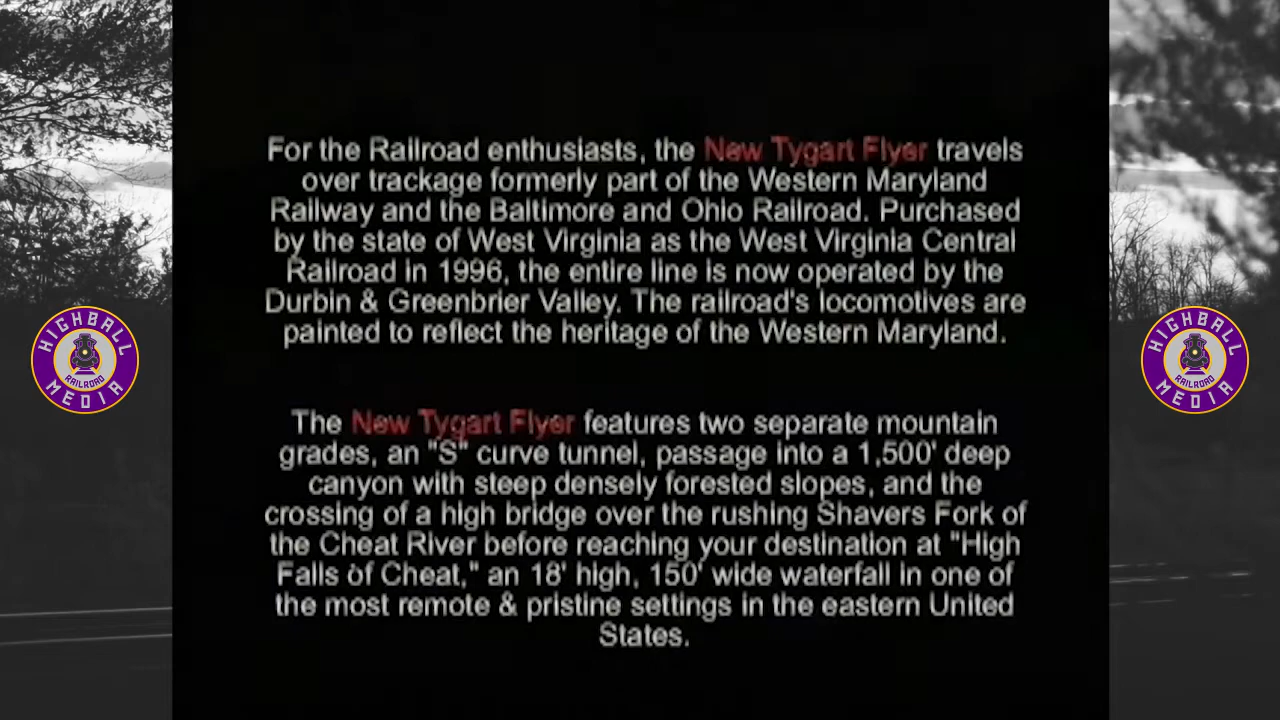 For the Railroad enthusiasts, the New Tygart Flyer travels
over trackage formerly part of the Western Maryland
Railway and the Baltimore and Ohio Railroad. Purchased
by the state of West Virginia as the West Virginia Central
Railroad in 1996, the entire line is now operated by the
Durbin & Greenbrier Valley. The railroad's locomotives are
painted to reflect the heritage of the Western Maryland.
The New Tygart Flyer features two separate mountain
grades, an "S" curve tunnel, passage into a 1,500' deep
canyon with steep densely forested slopes, and the
crossing of a high bridge over the rushing Shavers Fork of
the Cheat River before reaching your destination at "High
Falls of Cheat," an 18' high, 150' wide waterfall in one of
the most remote & pristine settings in the eastern United
States.
HIGHBALL
RAILROAD
MEDIA
HIGHBALL
RAILROAD
MEDIA